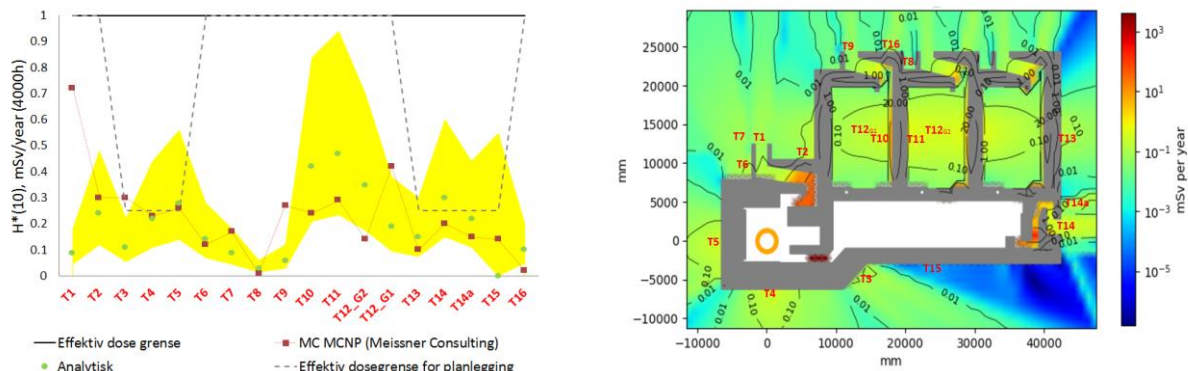 H*(10), mSv/year (4000h)
1
0.9
0.8
0.7
0.6
0.5
0.4
0.3
0.2
0.1
0
T1
T2
T3
T4
T5
T6
T7
T8
T9
T10
T11
T12_G2
T12_G1
T13
T14
T14a
T15
T16
Effektiv dose grense
MC MCNP (Meissner Consulting)
Analytisk
Effektiv dosegrense for planlegging
25000
20000
15000
10000
5000
0
−5000
−10000
mm
−10000 0 10000 20000 30000 40000
mm
T9 T16
T8
T7 T1
T2
T6
T12G1
T10
T11
T12G2
T13
T14a
T14
T5
T15
T3
T4
0.01
0.10
1.00
20.00
10³
10¹
10⁻¹
10⁻³
10⁻⁵
mSv per year